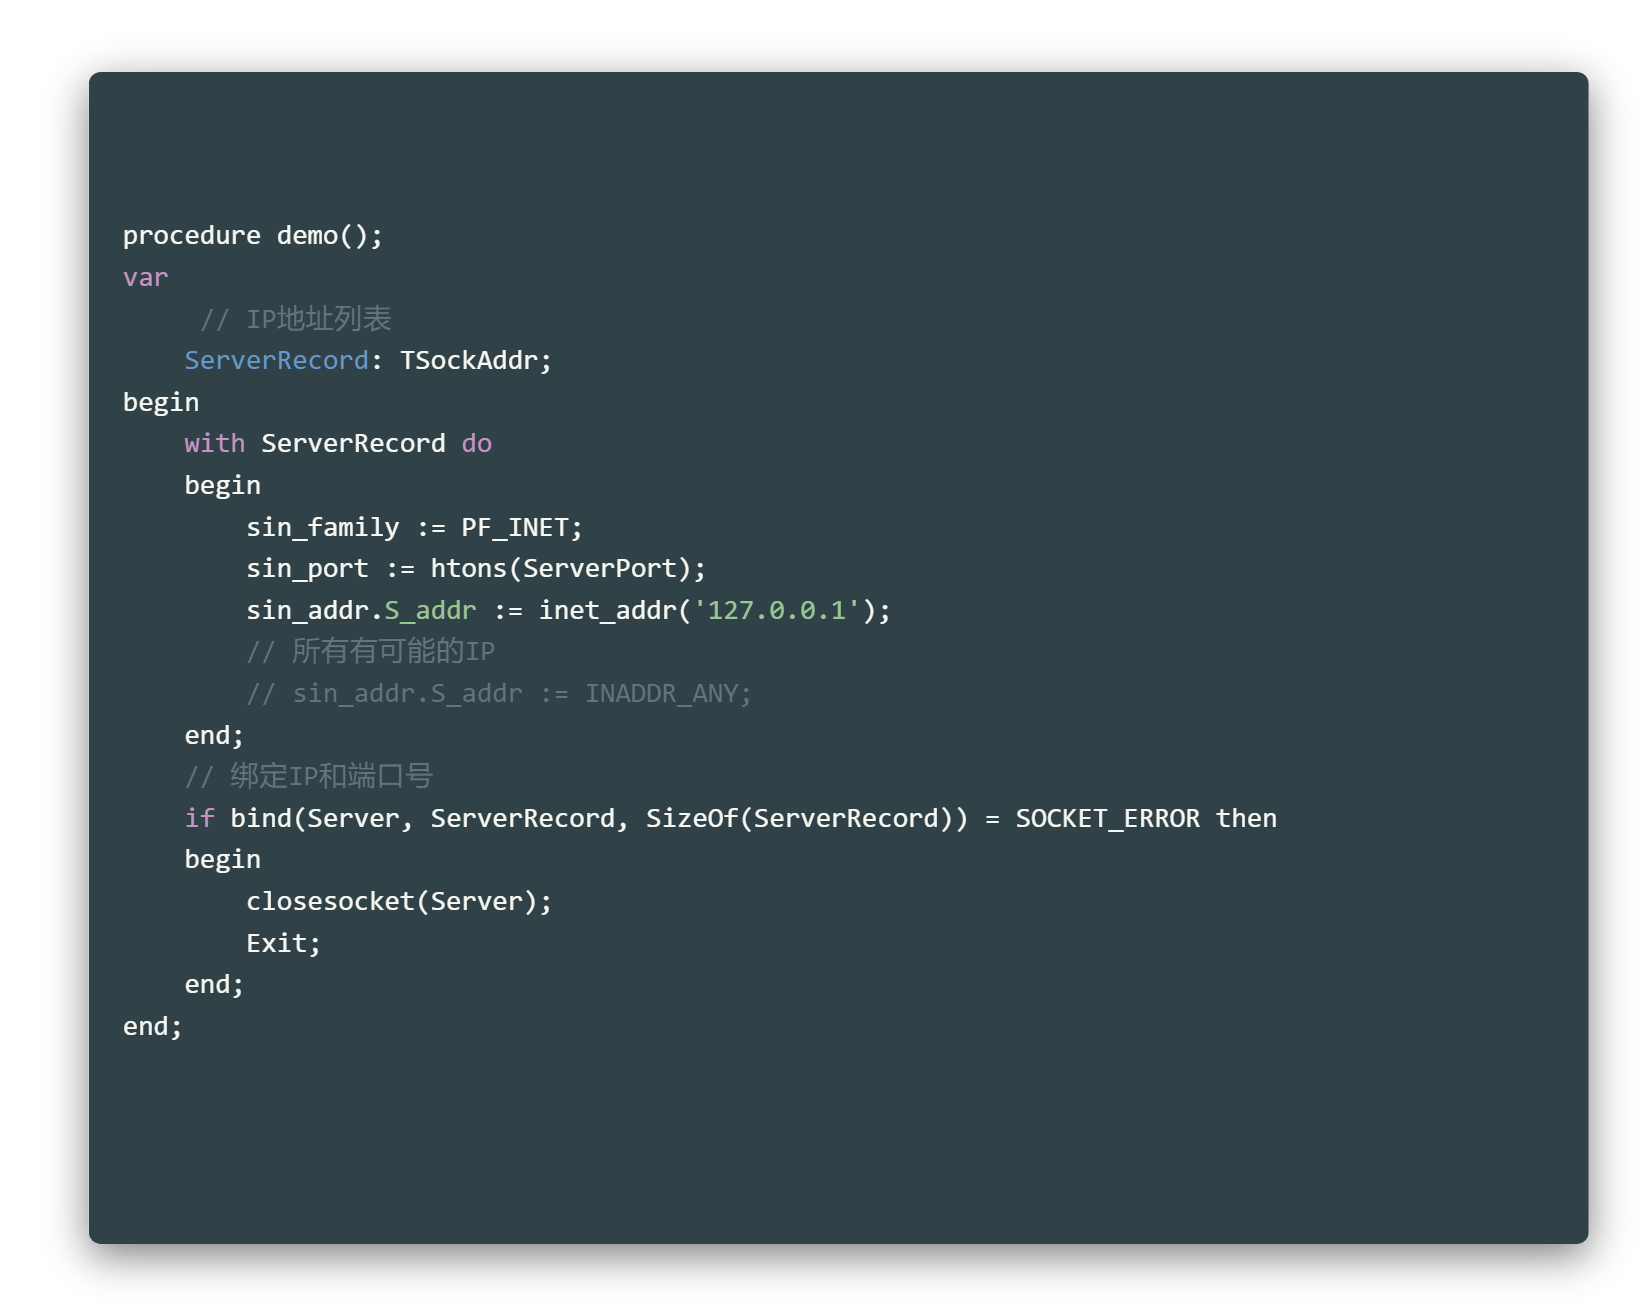 procedure demo();
var
     // IP地址列表
    ServerRecord: TSockAddr;
begin
    with ServerRecord do
    begin
        sin_family := PF_INET;
        sin_port := htons(ServerPort);
        sin_addr.S_addr := inet_addr('127.0.0.1');
        // 所有有可能的IP
        // sin_addr.S_addr := INADDR_ANY;
    end;
    // 绑定IP和端口号
    if bind(Server, ServerRecord, SizeOf(ServerRecord)) = SOCKET_ERROR then
    begin
        closesocket(Server);
        Exit;
    end;
end;